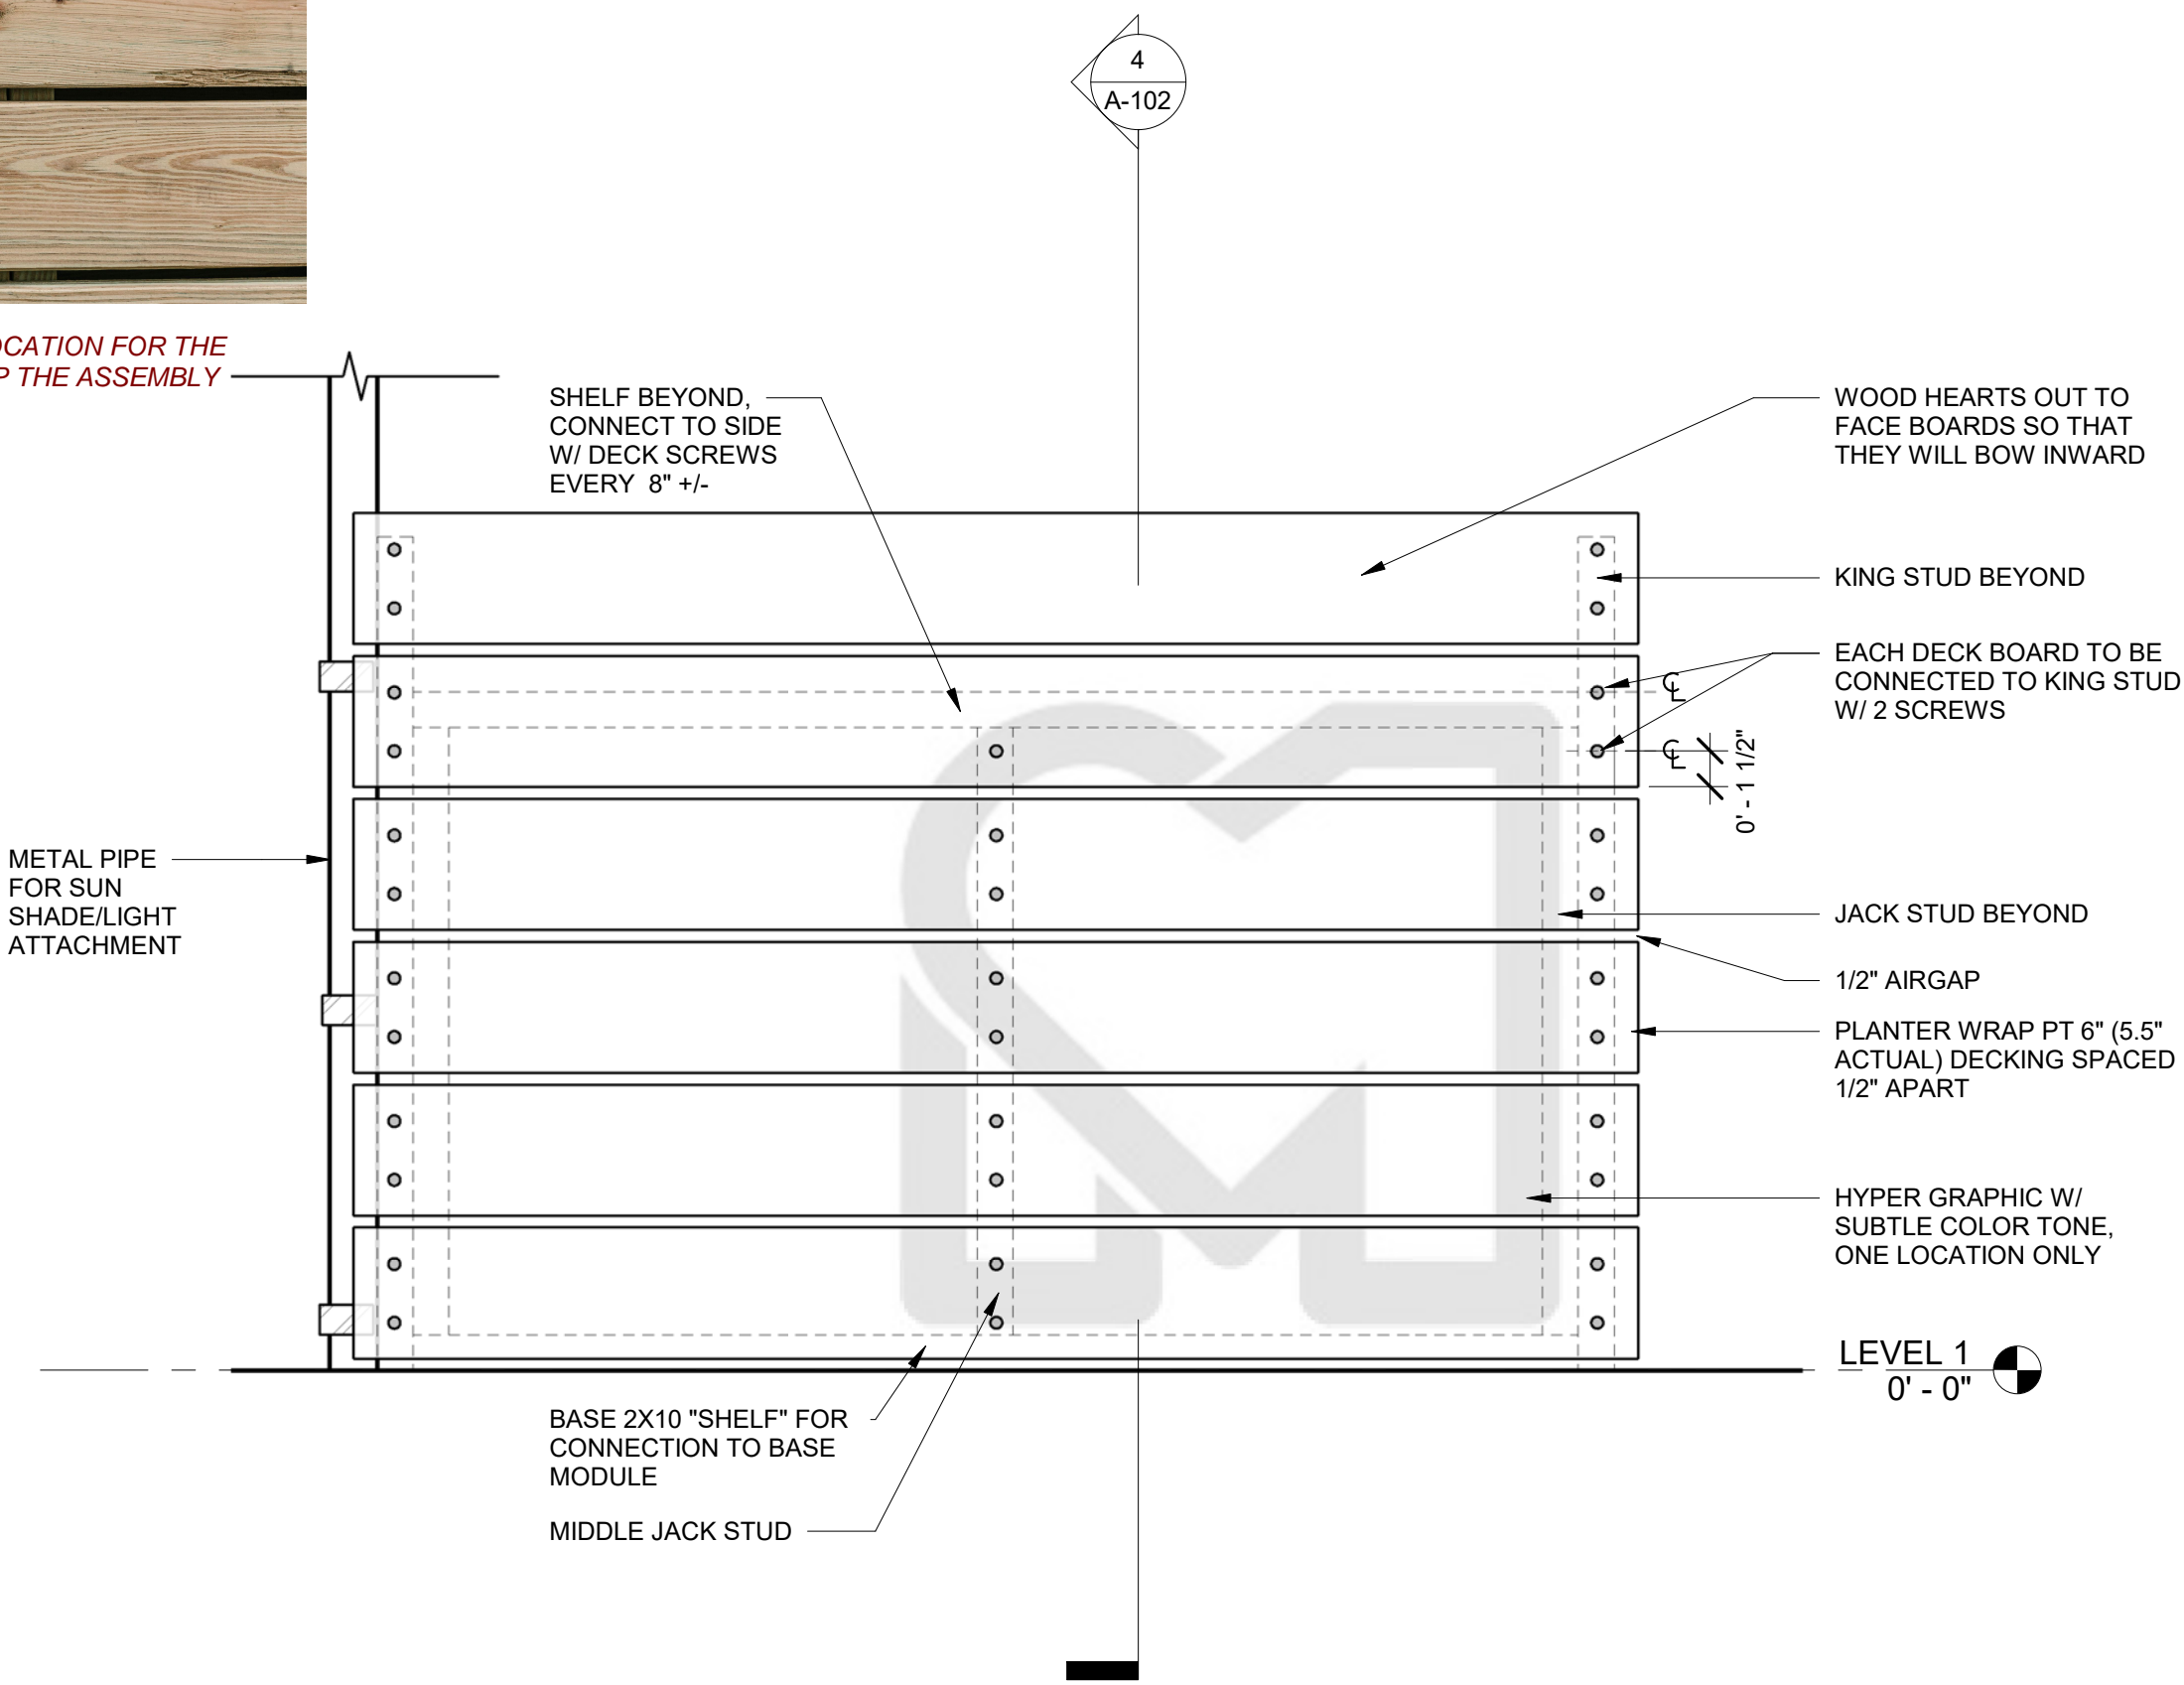 4
A-102
OCATION FOR THE
P THE ASSEMBLY
SHELF BEYOND,
CONNECT TO SIDE
W/ DECK SCREWS
EVERY 8" +/-
WOOD HEARTS OUT TO
FACE BOARDS SO THAT
THEY WILL BOW INWARD
KING STUD BEYOND
EACH DECK BOARD TO BE
CONNECTED TO KING STUD
W/ 2 SCREWS
℄
℄
0' - 1 1/2"
METAL PIPE
FOR SUN
SHADE/LIGHT
ATTACHMENT
JACK STUD BEYOND
1/2" AIRGAP
PLANTER WRAP PT 6" (5.5"
ACTUAL) DECKING SPACED
1/2" APART
HYPER GRAPHIC W/
SUBTLE COLOR TONE,
ONE LOCATION ONLY
LEVEL 1
0' - 0"
BASE 2X10 "SHELF" FOR
CONNECTION TO BASE
MODULE
MIDDLE JACK STUD